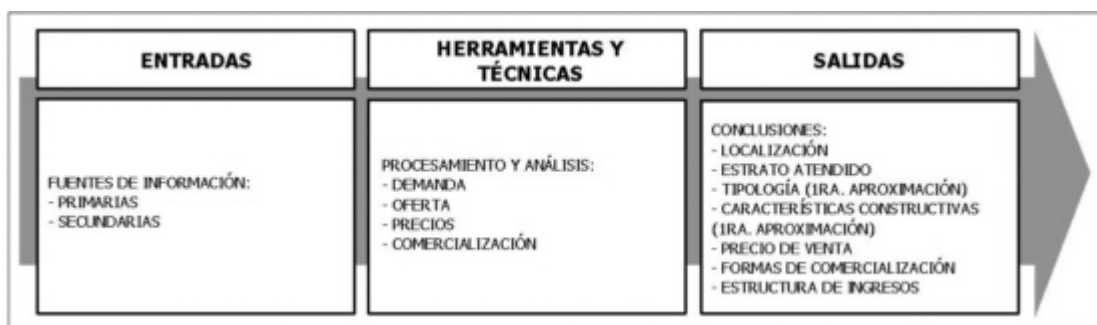 ENTRADAS
FUENTES DE INFORMACIÓN:
- PRIMARIAS
- SECUNDARIAS
HERRAMIENTAS Y
TÉCNICAS
PROCESAMIENTO Y ANÁLISIS:
- DEMANDA
- OFERTA
- PRECIOS
- COMERCIALIZACIÓN
SALIDAS
CONCLUSIONES:
- LOCALIZACIÓN
- ESTRATO ATENDIDO
- TIPOLOGÍA (1RA. APROXIMACIÓN)
- CARACTERÍSTICAS CONSTRUCTIVAS
(1RA. APROXIMACIÓN)
- PRECIO DE VENTA
- FORMAS DE COMERCIALIZACIÓN
- ESTRUCTURA DE INGRESOS